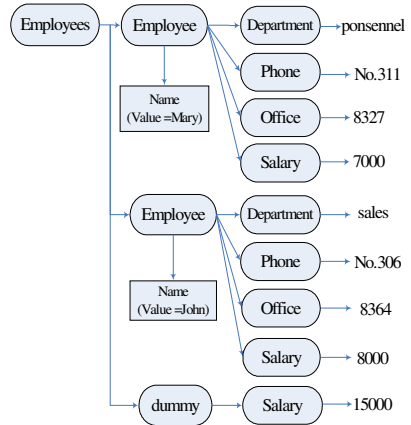 Employees
Employee
Department
ponsennel
Phone
No.311
Name
(Value =Mary)
Office
8327
Salary
7000
Employee
Department
sales
Phone
No.306
Name
(Value =John)
Office
8364
Salary
8000
dummy
Salary
15000